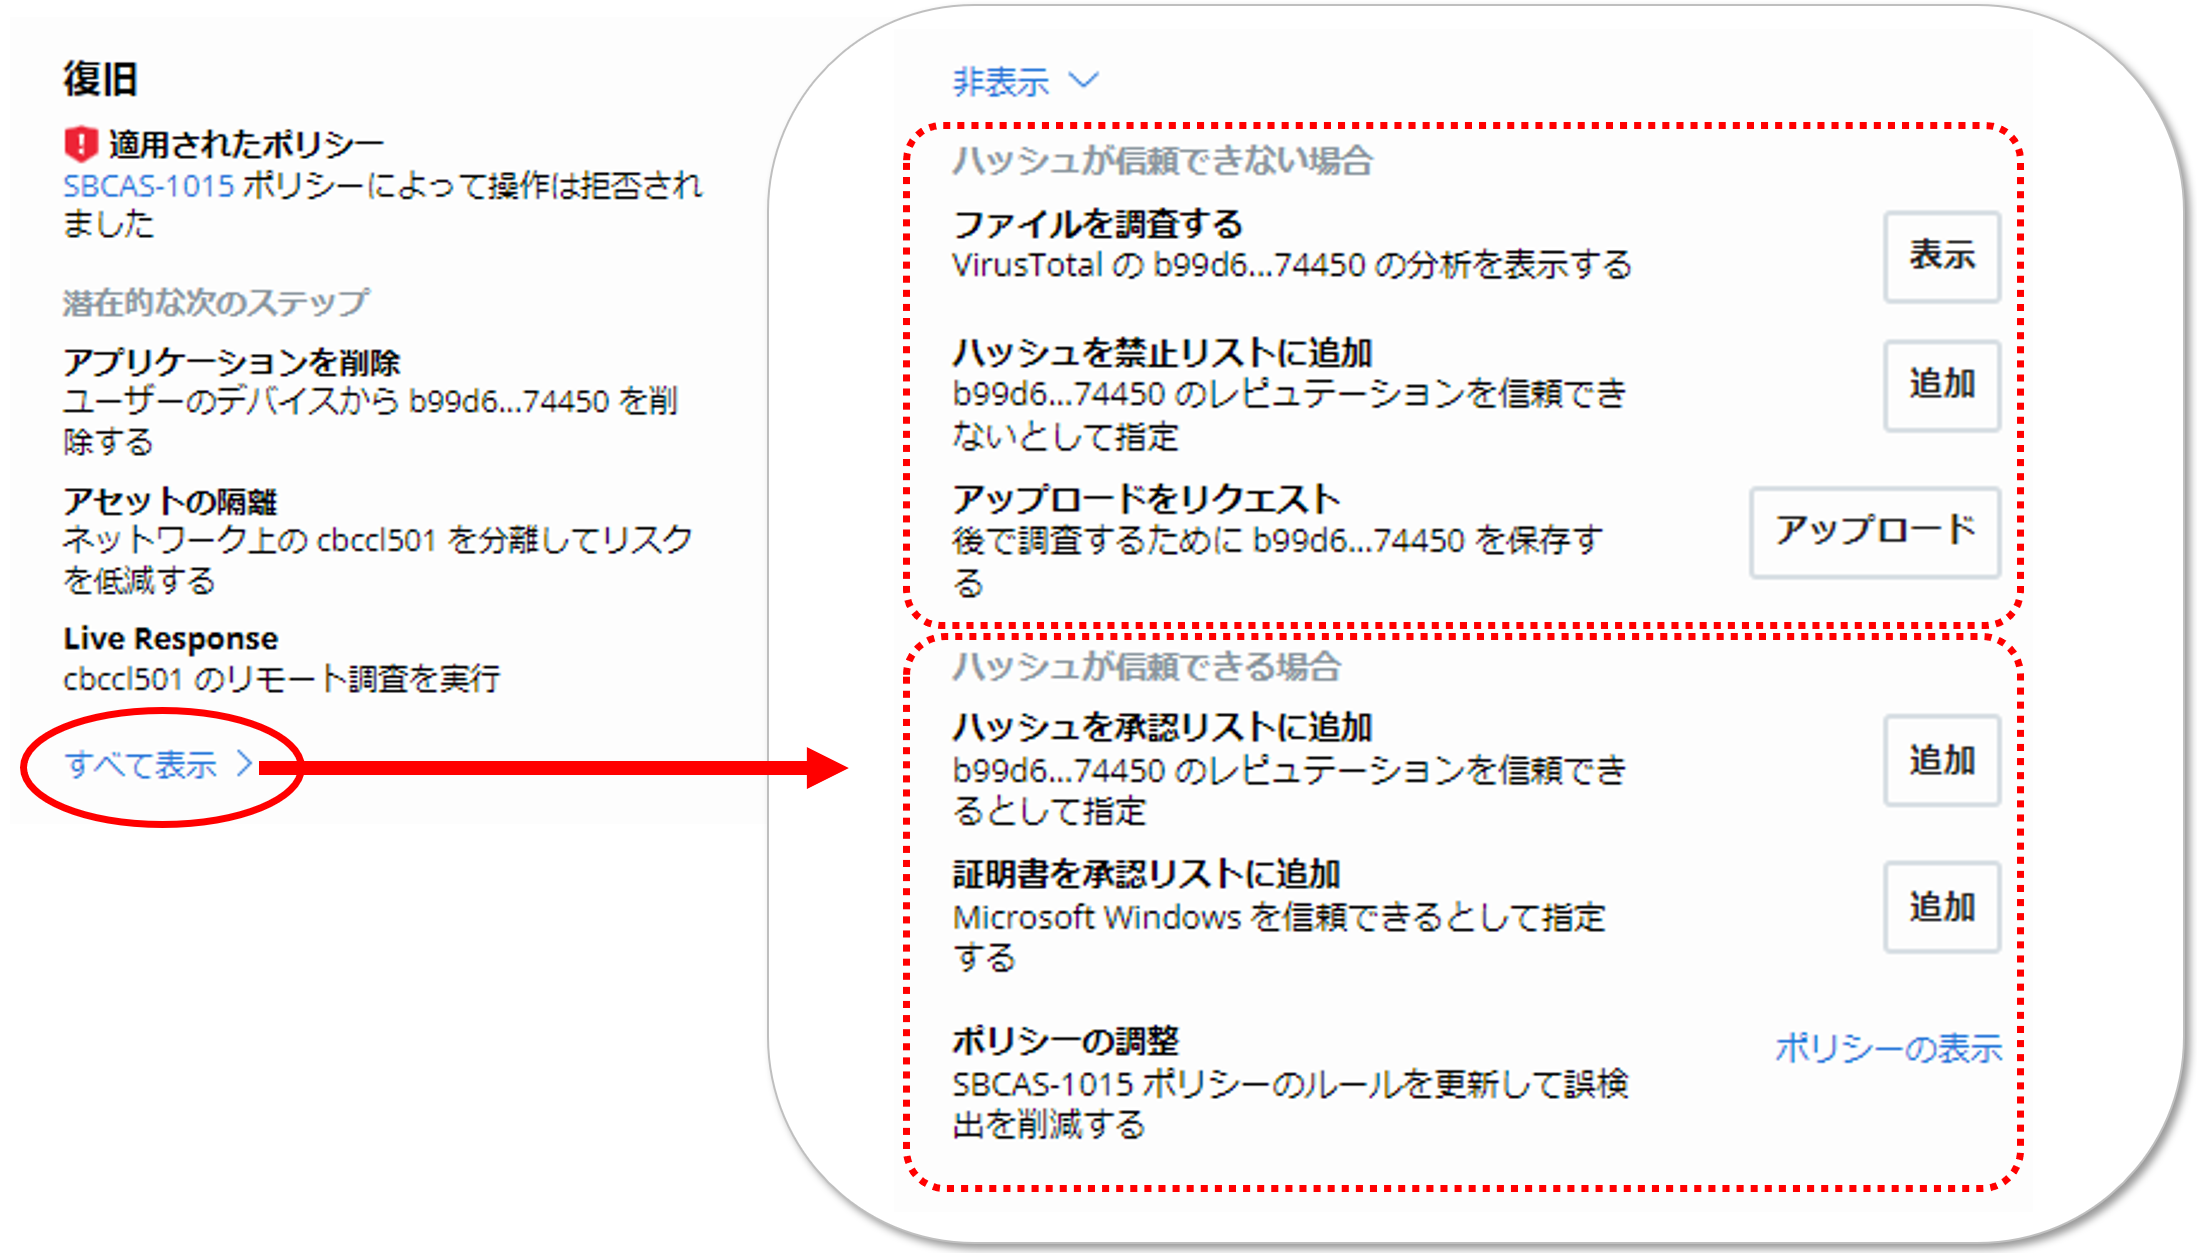 復旧
適用されたポリシー
SBCAS-1015 ポリシーによって操作は拒否され
ました
潜在的な次のステップ
アプリケーションを削除
ユーザーのデバイスから b99d6...74450 を削
除する
アセットの隔離
ネットワーク上の cbccl501 を分離してリスク
を低減する
Live Response
cbccl501 のリモート調査を実行
すべて表示
非表示
ハッシュが信頼できない場合
ファイルを調査する
VirusTotal の b99d6...74450 の分析を表示する
表示
ハッシュを禁止リストに追加
b99d6...74450 のレピュテーションを信頼でき
ないとして指定
追加
アップロードをリクエスト
後で調査するために b99d6...74450 を保存す
る
アップロード
ハッシュが信頼できる場合
ハッシュを承認リストに追加
b99d6...74450 のレピュテーションを信頼でき
るとして指定
追加
証明書を承認リストに追加
Microsoft Windows を信頼できるとして指定
する
追加
ポリシーの調整
SBCAS-1015 ポリシーのルールを更新して誤検
出を削減する
ポリシーの表示